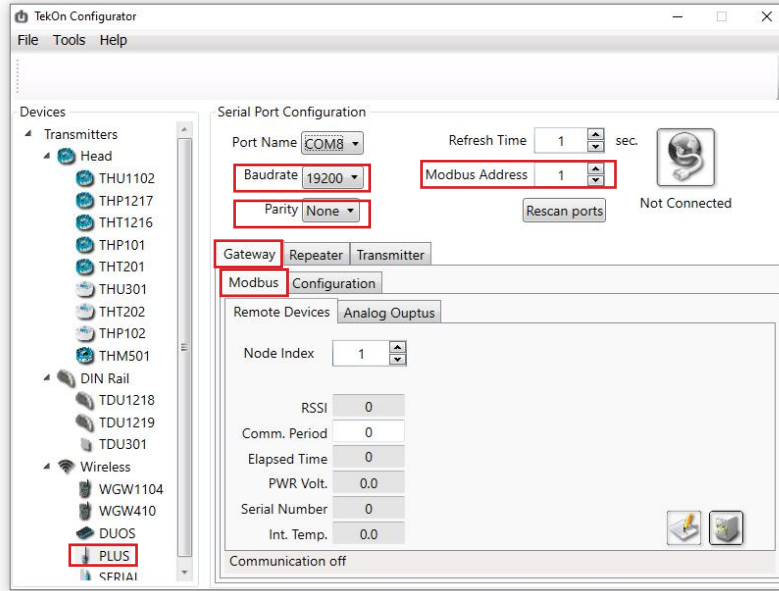 TekOn Configurator
File Tools Help
Devices
Transmitters
Head
THU1102
THP1217
THT1216
THP101
THT201
THU301
THT202
THP102
THM501
DIN Rail
TDU1218
TDU1219
TDU301
Wireless
WGW1104
WGW410
DUOS
PLUS
SERIAL
Serial Port Configuration
Port Name COM8 Refresh Time 1 sec.
Baudrate 19200 Modbus Address 1
Parity None Rescan ports Not Connected
Gateway Repeater Transmitter
Modbus Configuration
Remote Devices Analog Ouptus
Node Index 1
RSSI 0
Comm. Period 0
Elapsed Time 0
PWR Volt. 0.0
Serial Number 0
Int. Temp. 0.0
Communication off